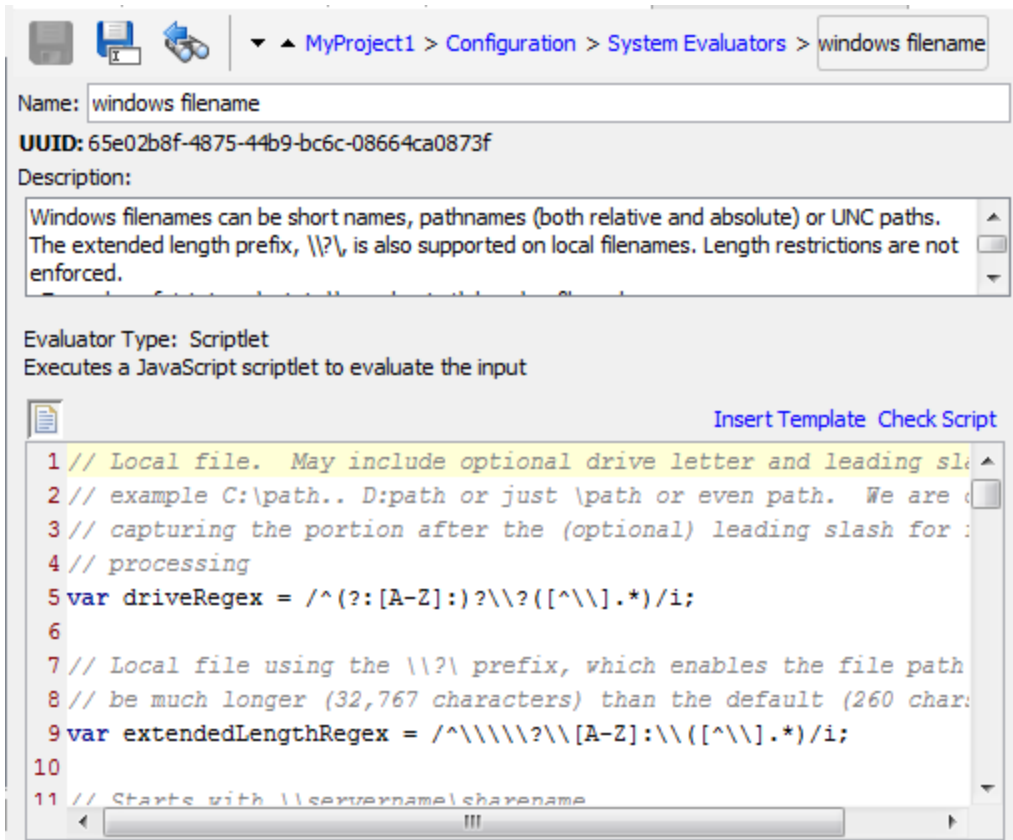 MyProject1 > Configuration > System Evaluators > windows filename
Name: windows filename
UUID: 65e02b8f-4875-44b9-bc6c-08664ca0873f
Description:
Windows filenames can be short names, pathnames (both relative and absolute) or UNC paths.
The extended length prefix, \\?\, is also supported on local filenames. Length restrictions are not
enforced.
Evaluator Type: Scriptlet
Executes a JavaScript scriptlet to evaluate the input
Insert Template Check Script
1 // Local file.  May include optional drive letter and leading
2 // example C:\path.. D:path or just \path or even path.  We are
3 // capturing the portion after the (optional) leading slash for
4 // processing
5 var driveRegex = /^(?:[A-Z]:)?\\?([^\\].*)/i;
6
7 // Local file using the \\?\ prefix, which enables the file path
8 // be much longer (32,767 characters) than the default (260
9 var extendedLengthRegex = /^\\\\\?\\[A-Z]:\\([^\\].*)/i;
10
11 // Starts with \\servername\sharename